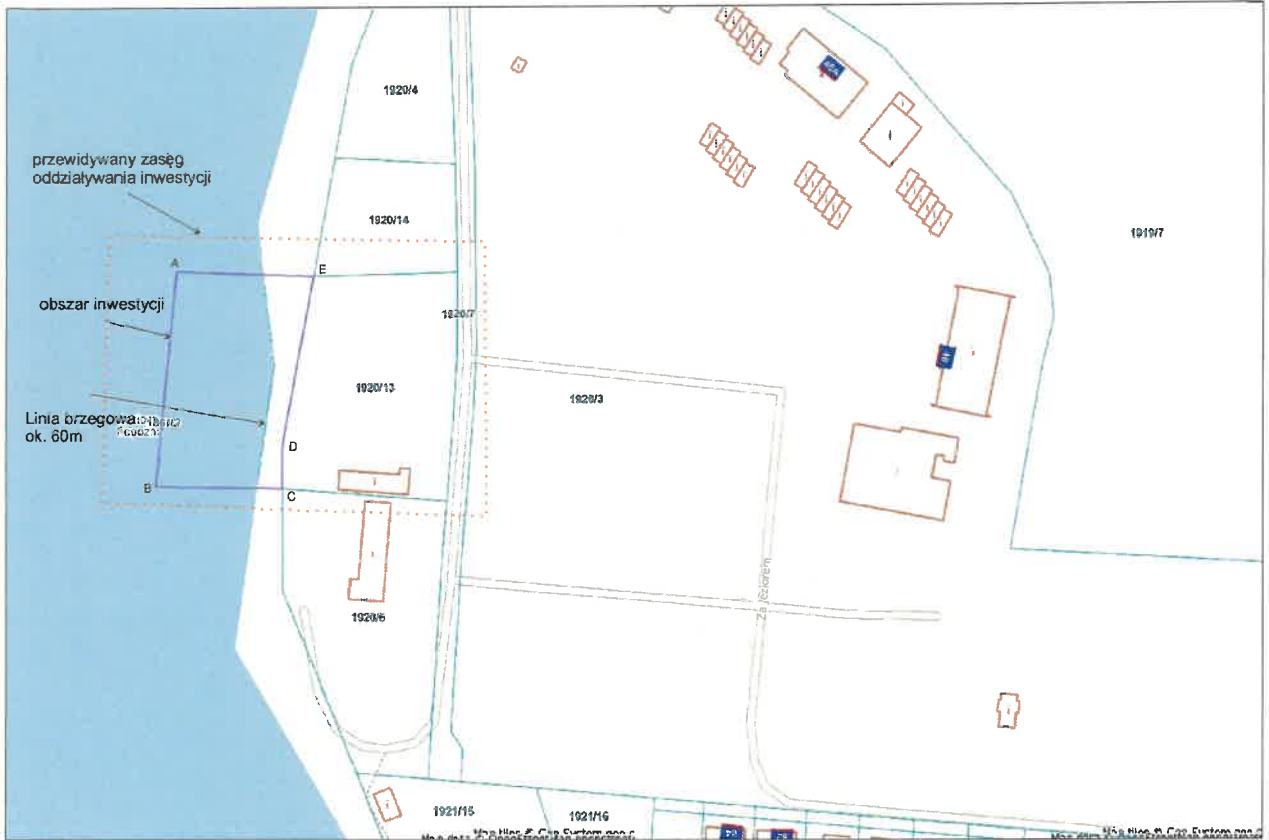 1920/4
przewidywany zasięg
oddziaływania inwestycji
1920/14
1919/7
A
E
obszar inwestycji
1920/7
1920/13
1920/3
Linia brzegowa
ok. 60m
D
B
C
Za jeziorem
1920/6
1921/15
1921/16